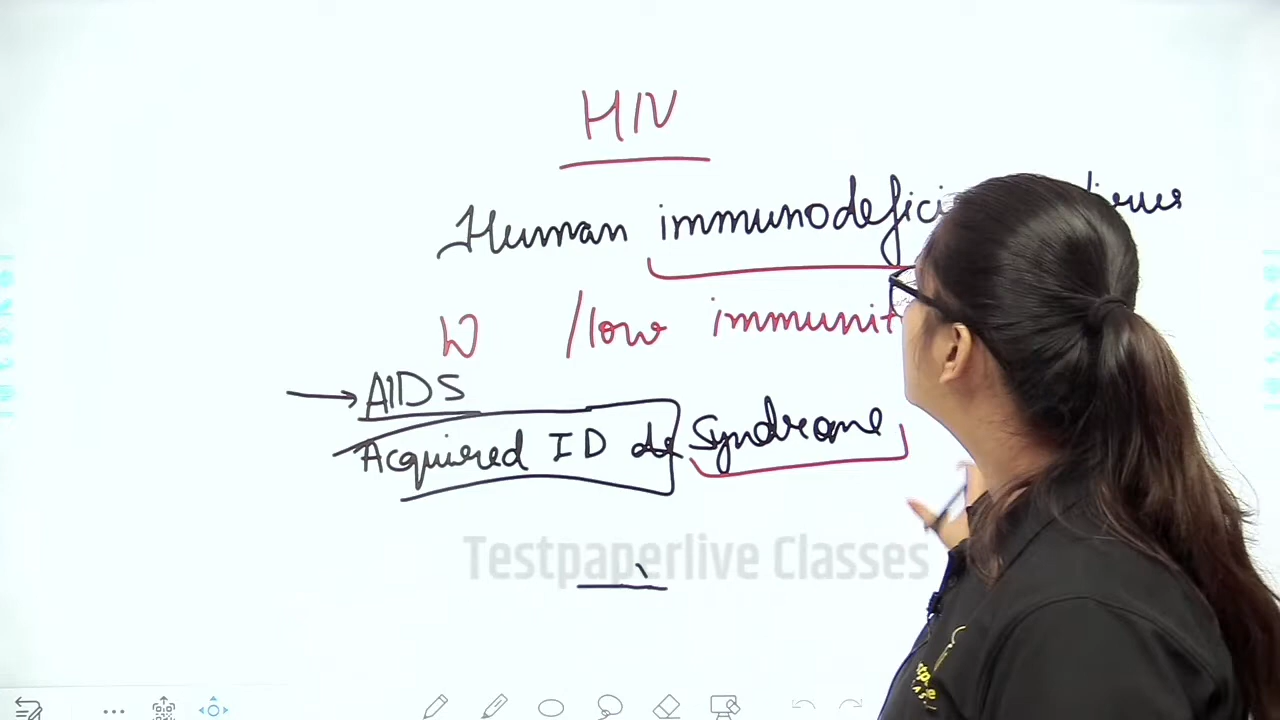 HIV
Human immunodefici
/low immunit
→ AIDS
Acquired ID de Syndrome
Testpaperlive Classes